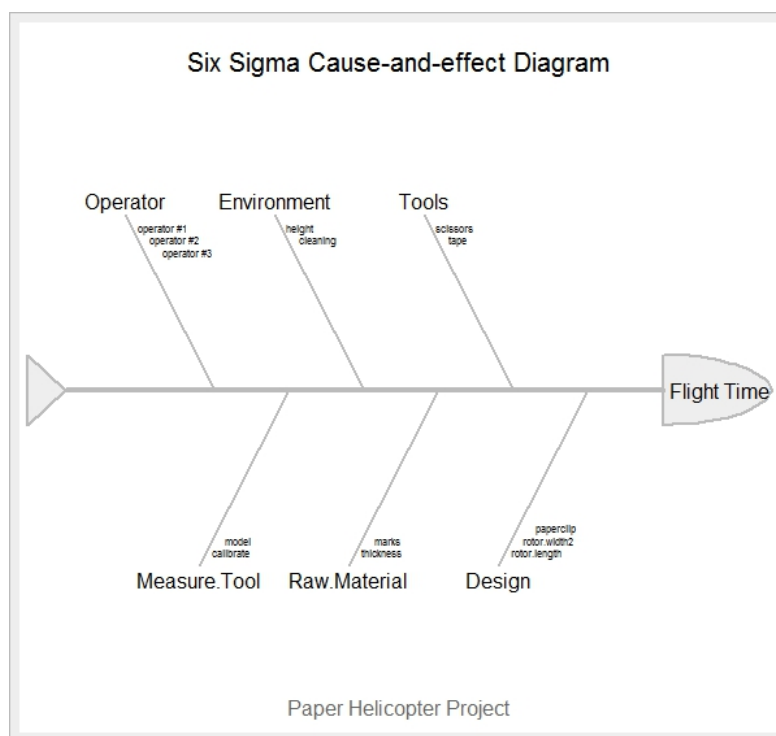 Six Sigma Cause-and-effect Diagram
Operator
operator #1
operator #2
operator #3
Environment
height
cleaning
Tools
scissors
tape
Flight Time
model
calibrate
Measure.Tool
marks
thickness
Raw.Material
paperclip
rotor.width2
rotor.length
Design
Paper Helicopter Project